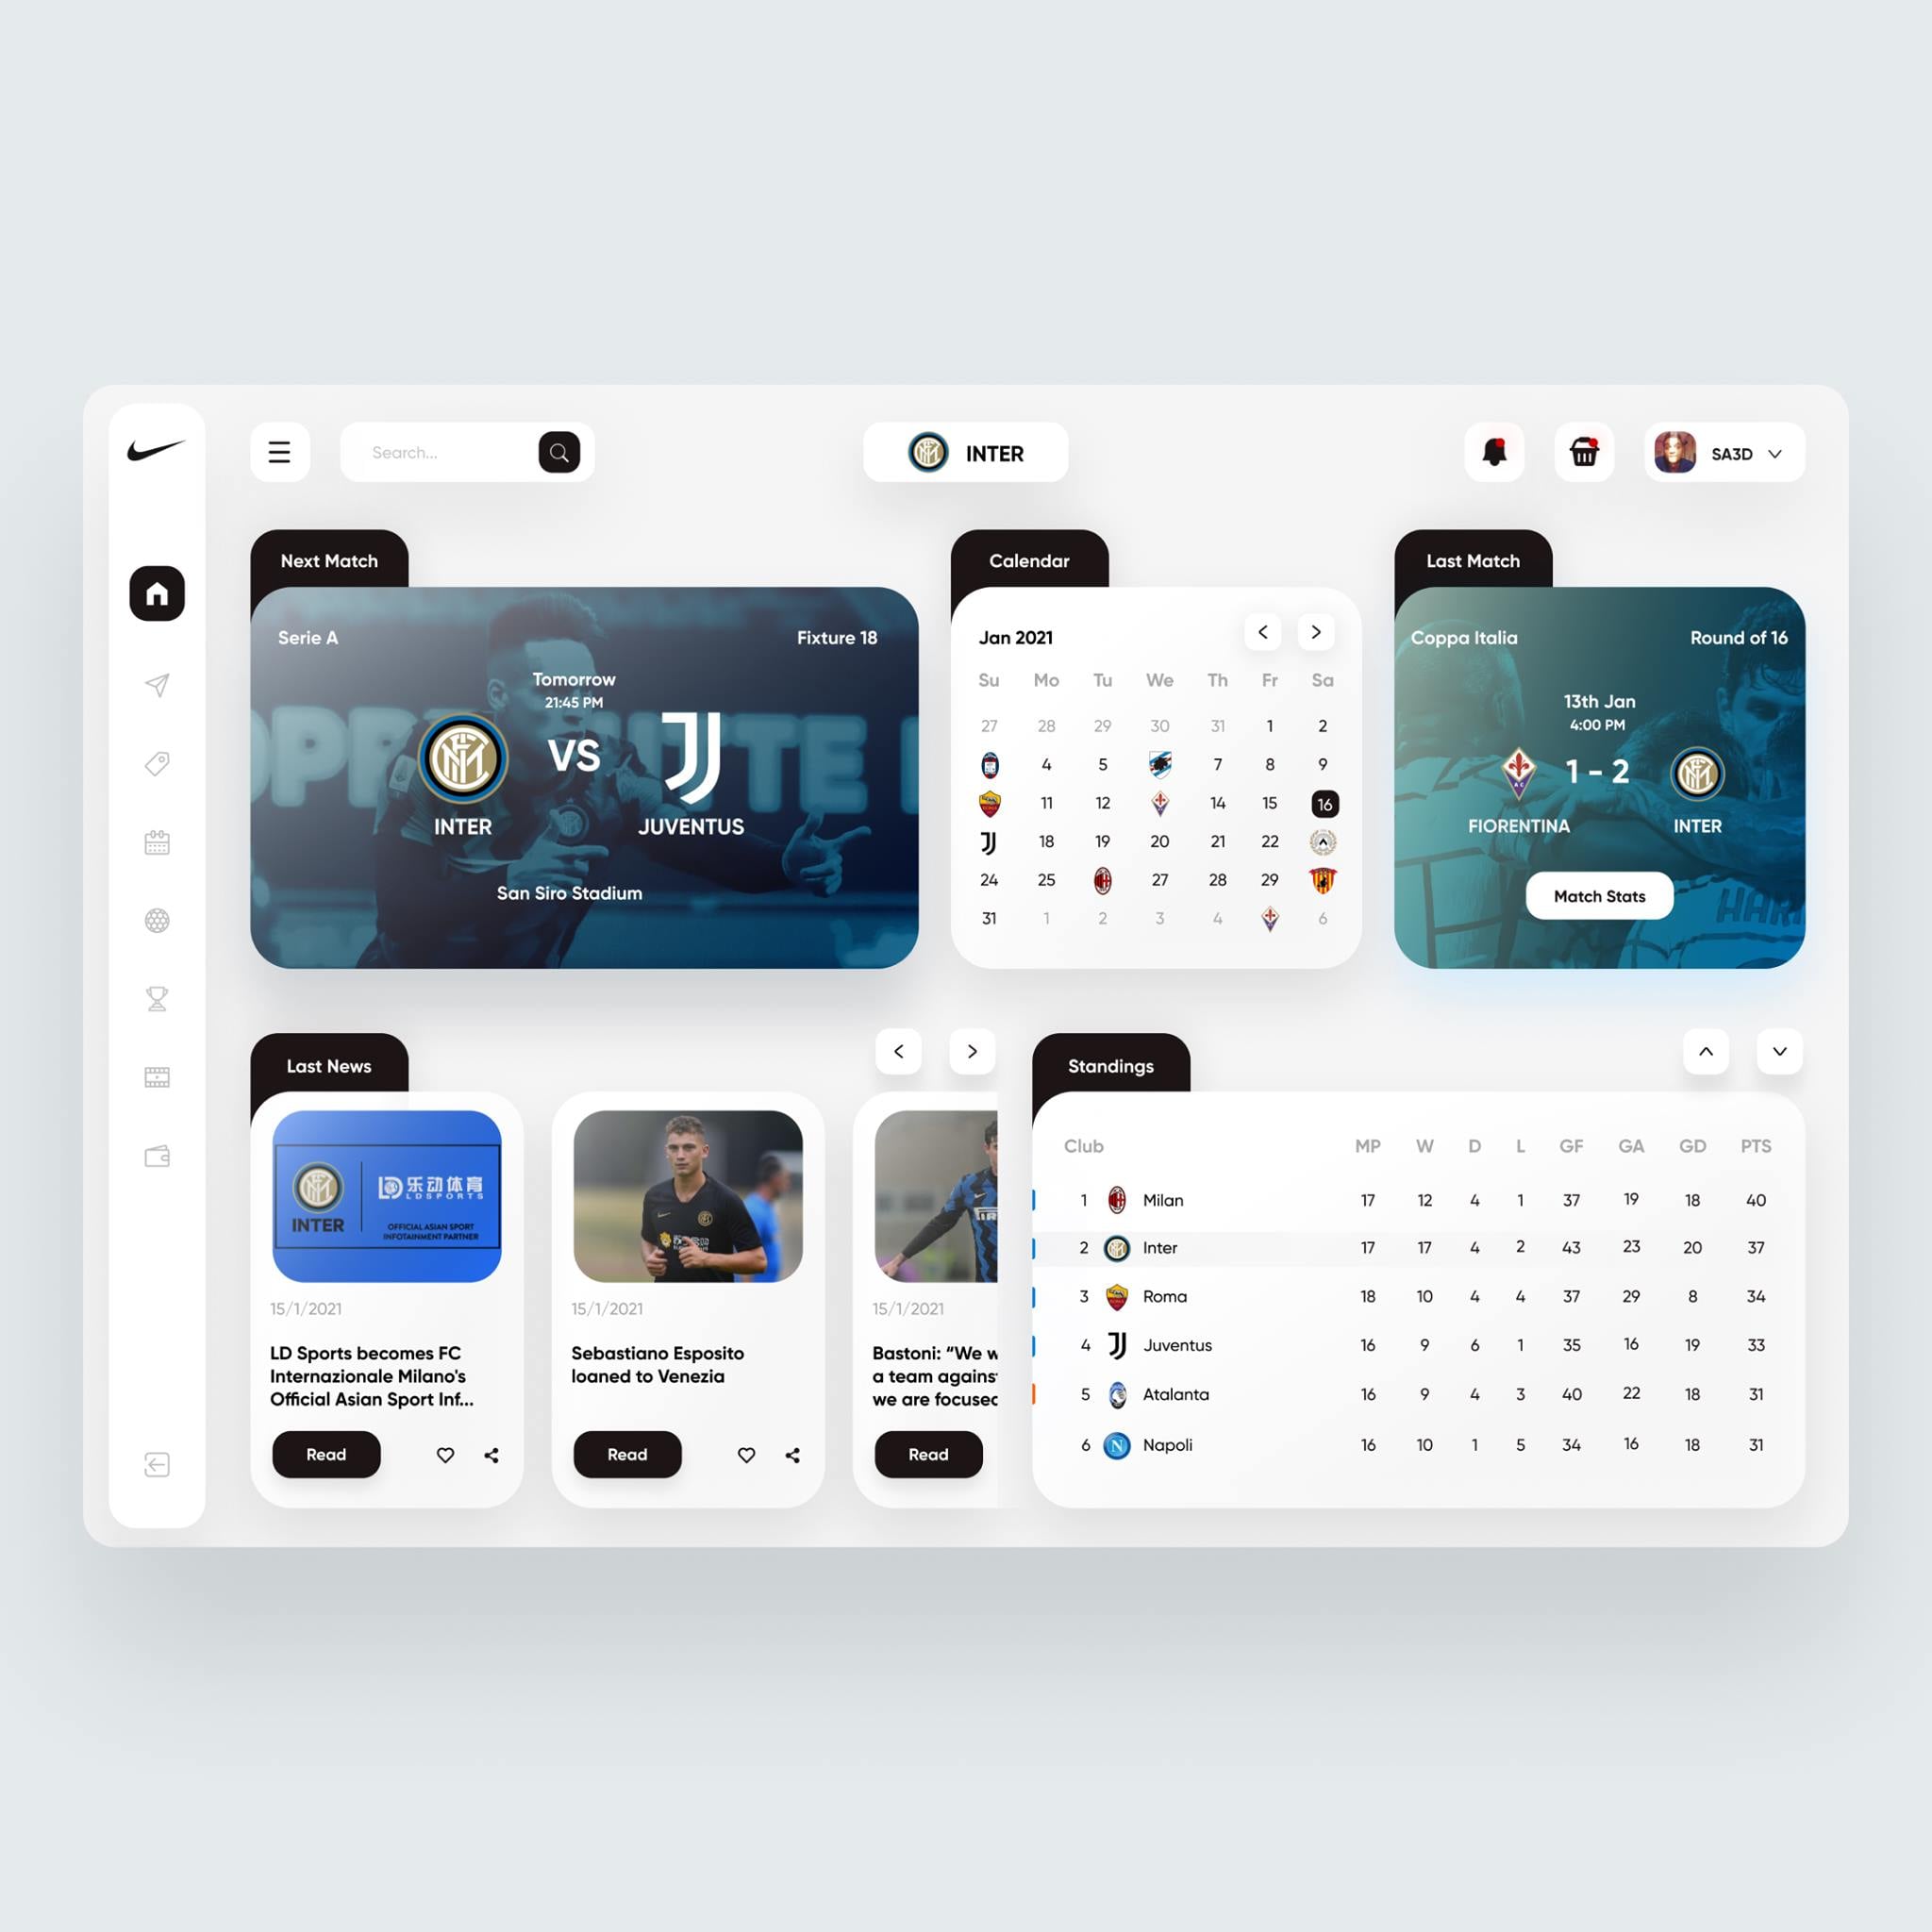 Search...
INTER
SA3D
Next Match
Serie A
Fixture 18
Tomorrow
21:45 PM
VS
INTER
JUVENTUS
San Siro Stadium
Calendar
Jan 2021
Su Mo Tu We Th Fr Sa
27 28 29 30 31 1 2
4 5 7 8 9
11 12 14 15 16
18 19 20 21 22
24 25 27 28 29
31 1 2 3 4 6
Last Match
Coppa Italia
Round of 16
13th Jan
4:00 PM
1 - 2
FIORENTINA
INTER
Match Stats
Last News
INTER
LD乐动体育
LDSPORTS
OFFICIAL ASIAN SPORT
INFOTAINMENT PARTNER
15/1/2021
LD Sports becomes FC
Internazionale Milano's
Official Asian Sport Inf...
Read
15/1/2021
Sebastiano Esposito
loaned to Venezia
Read
15/1/2021
Bastoni: “We w
a team against
we are focused
Read
Standings
Club MP W D L GF GA GD PTS
1 Milan 17 12 4 1 37 19 18 40
2 Inter 17 17 4 2 43 23 20 37
3 Roma 18 10 4 4 37 29 8 34
4 Juventus 16 9 6 1 35 16 19 33
5 Atalanta 16 9 4 3 40 22 18 31
6 Napoli 16 10 1 5 34 16 18 31